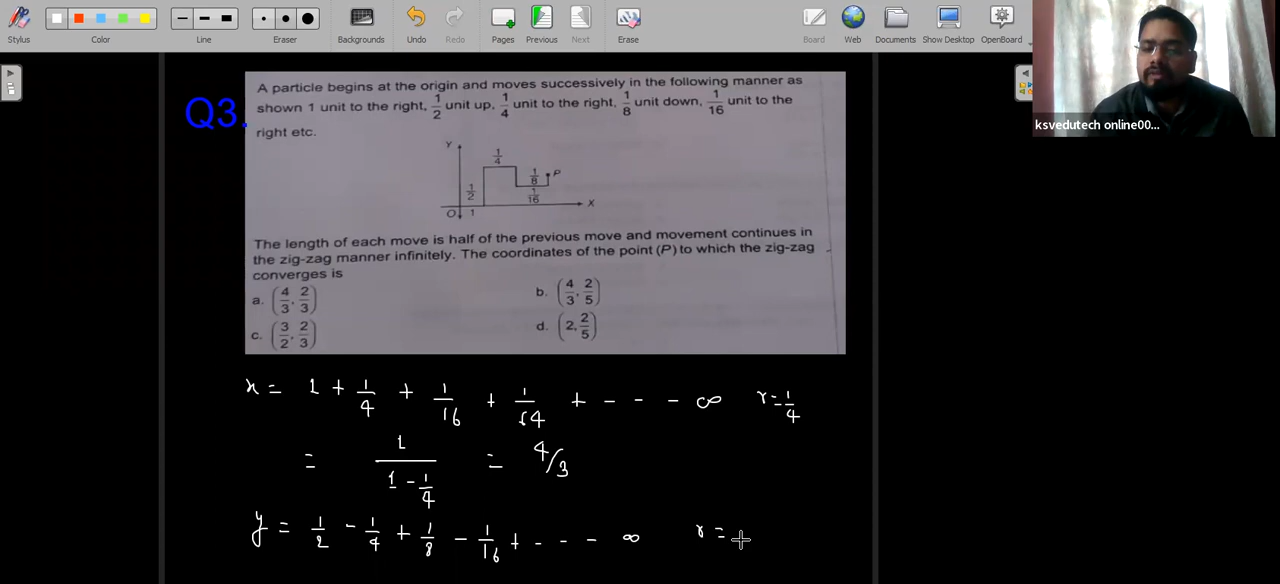 Stylus
Color
Line
Eraser
Backgrounds
Undo
Redo
Pages
Previous
Next
Erase
Board
Web
Documents
Show Desktop
OpenBoard
ksvedutech online00...
Q3.
A particle begins at the origin and moves successively in the following manner as
shown 1 unit to the right, 1/2 unit up, 1/4 unit to the right, 1/8 unit down, 1/16 unit to the
right etc.
Y
1/4
1/8
P
1/2
1/16
O
1
X
The length of each move is half of the previous move and movement continues in
the zig-zag manner infinitely. The coordinates of the point (P) to which the zig-zag
converges is
a. (4/3, 2/3)
b. (4/3, 2/5)
c. (3/2, 2/3)
d. (2, 2/5)
x = 1 + 1/4 + 1/16 + 1/64 + - - - ∞ r = 1/4
= 1/(1 - 1/4) = 4/3
y = 1/2 - 1/4 + 1/8 - 1/16 + - - - ∞ r =